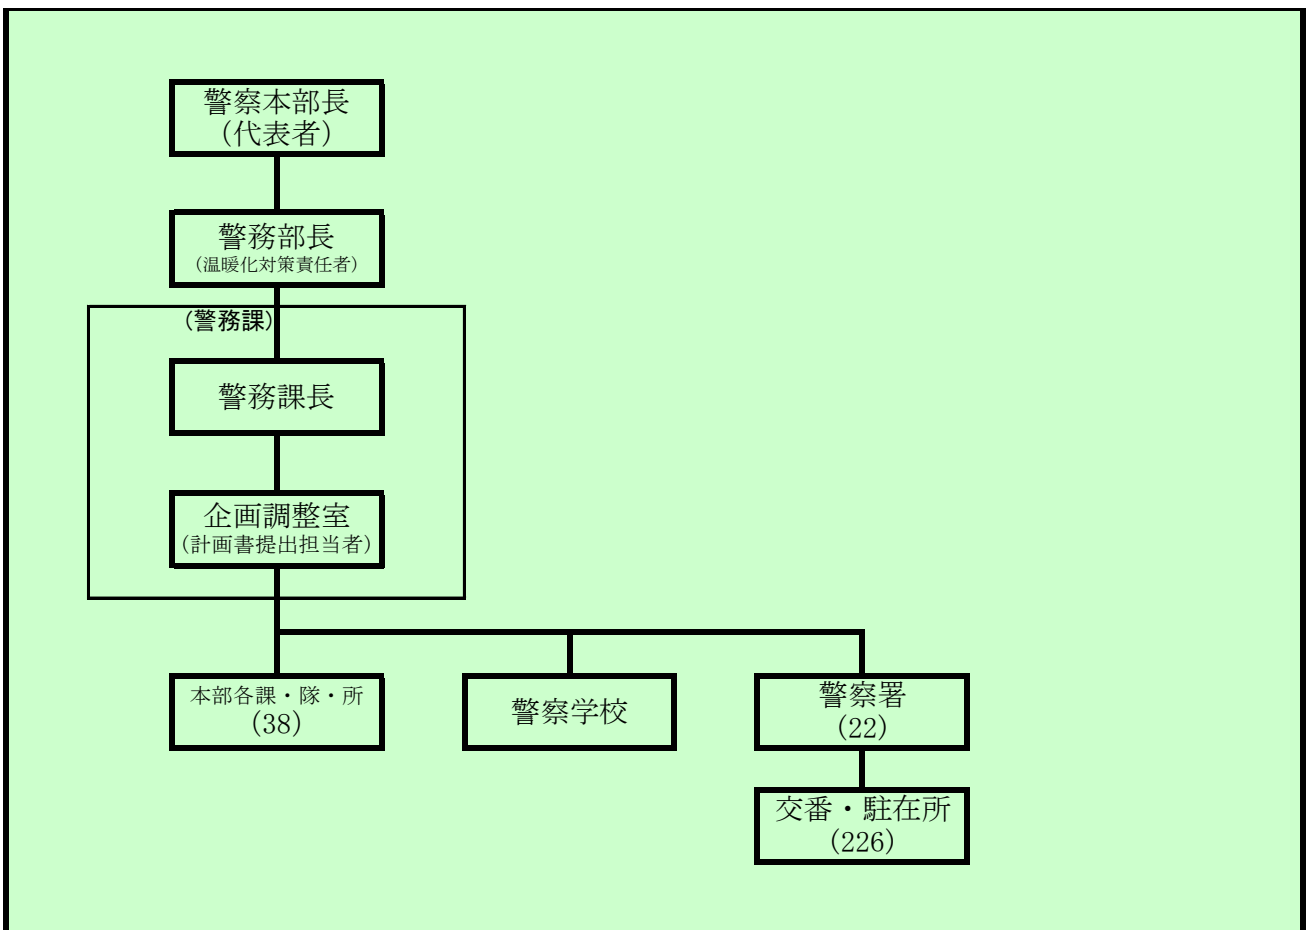 警察本部長
（代表者）
警務部長
（温暖化対策責任者）
（警務課）
警務課長
企画調整室
（計画書提出担当者）
本部各課・隊・所
（38）
警察学校
警察署
（22）
交番・駐在所
（226）